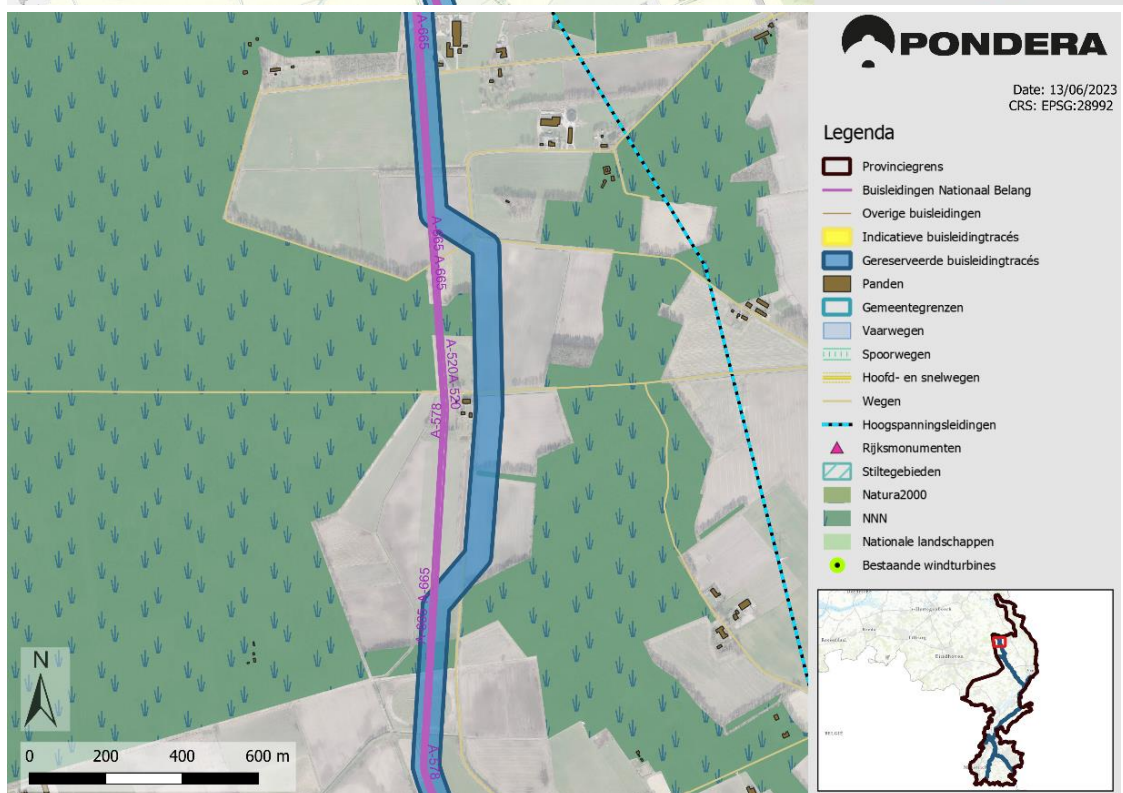 A-665
A-665 A-665
A-520A-520
A-578
A-665
A-578
N
0 200 400 600 m
PONDERA
Date: 13/06/2023
CRS: EPSG:28992
Legenda
Provinciegrens
Buisleidingen Nationaal Belang
Overige buisleidingen
Indicatieve buisleidingtracés
Gereserveerde buisleidingtracés
Panden
Gemeentegrenzen
Vaarwegen
Spoorwegen
Hoofd- en snelwegen
Wegen
Hoogspanningsleidingen
Rijksmonumenten
Stiltegebieden
Natura2000
NNN
Nationale landschappen
Bestaande windturbines
Eindhoven